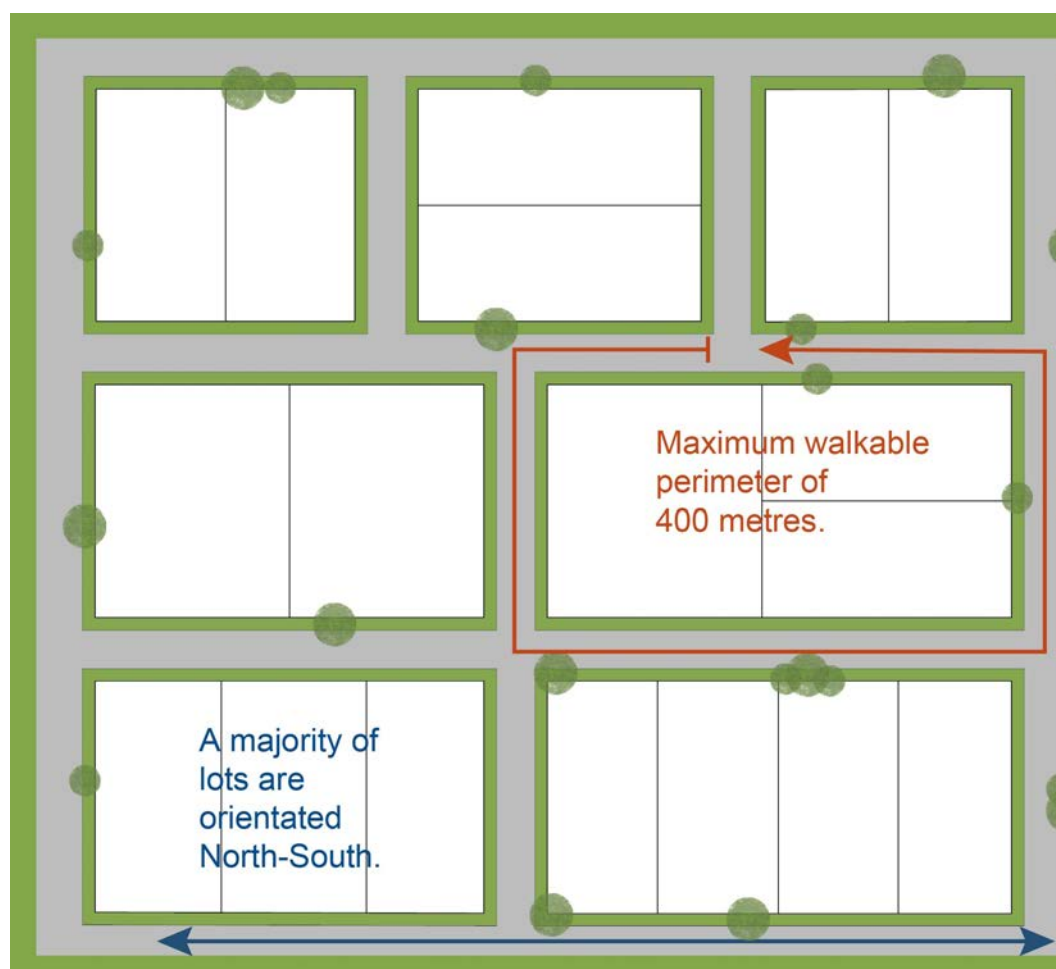 Maximum walkable
perimeter of
400 metres.
A majority of
lots are
orientated
North-South.